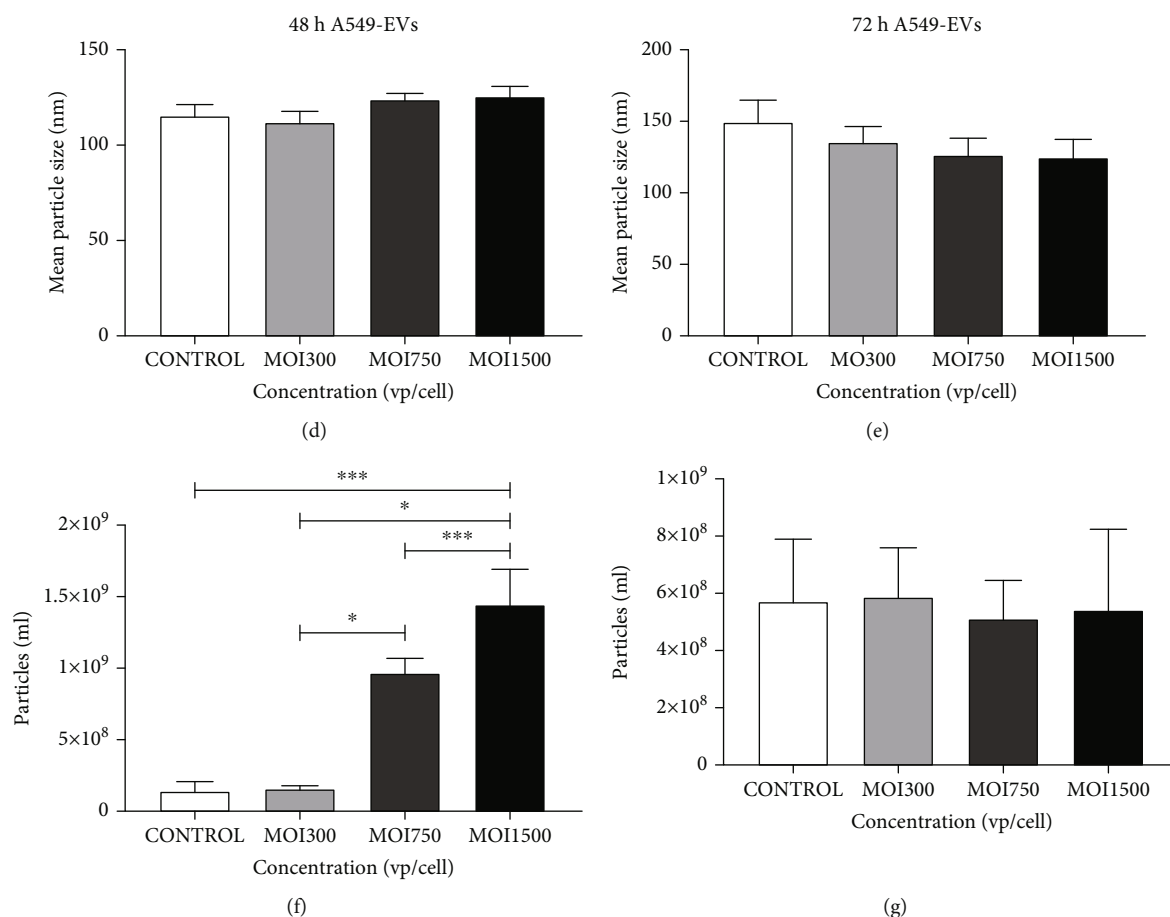 48 h A549-EVs
150
100
50
0
Mean particle size (nm)
CONTROL MOI300 MOI750 MOI1500
Concentration (vp/cell)
(d)
72 h A549-EVs
200
150
100
50
0
Mean particle size (nm)
CONTROL MO300 MOI750 MOI1500
Concentration (vp/cell)
(e)
***
*
***
*
2×10⁹
1.5×10⁹
1×10⁹
5×10⁸
0
Particles (ml)
CONTROL MOI300 MOI750 MOI1500
Concentration (vp/cell)
(f)
1×10⁹
8×10⁸
6×10⁸
4×10⁸
2×10⁸
0
Particles (ml)
CONTROL MOI300 MOI750 MOI1500
Concentration (vp/cell)
(g)